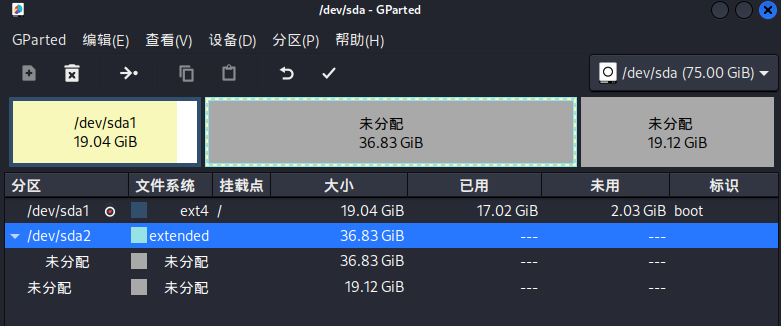 /dev/sda - GParted
GParted 编辑(E) 查看(V) 设备(D) 分区(P) 帮助(H)
/dev/sda (75.00 GiB)
/dev/sda1
19.04 GiB
未分配
36.83 GiB
未分配
19.12 GiB
分区 文件系统 挂载点 大小 已用 未用 标识
/dev/sda1 ext4 / 19.04 GiB 17.02 GiB 2.03 GiB boot
/dev/sda2 extended 36.83 GiB --- ---
未分配 未分配 36.83 GiB --- ---
未分配 未分配 19.12 GiB --- ---